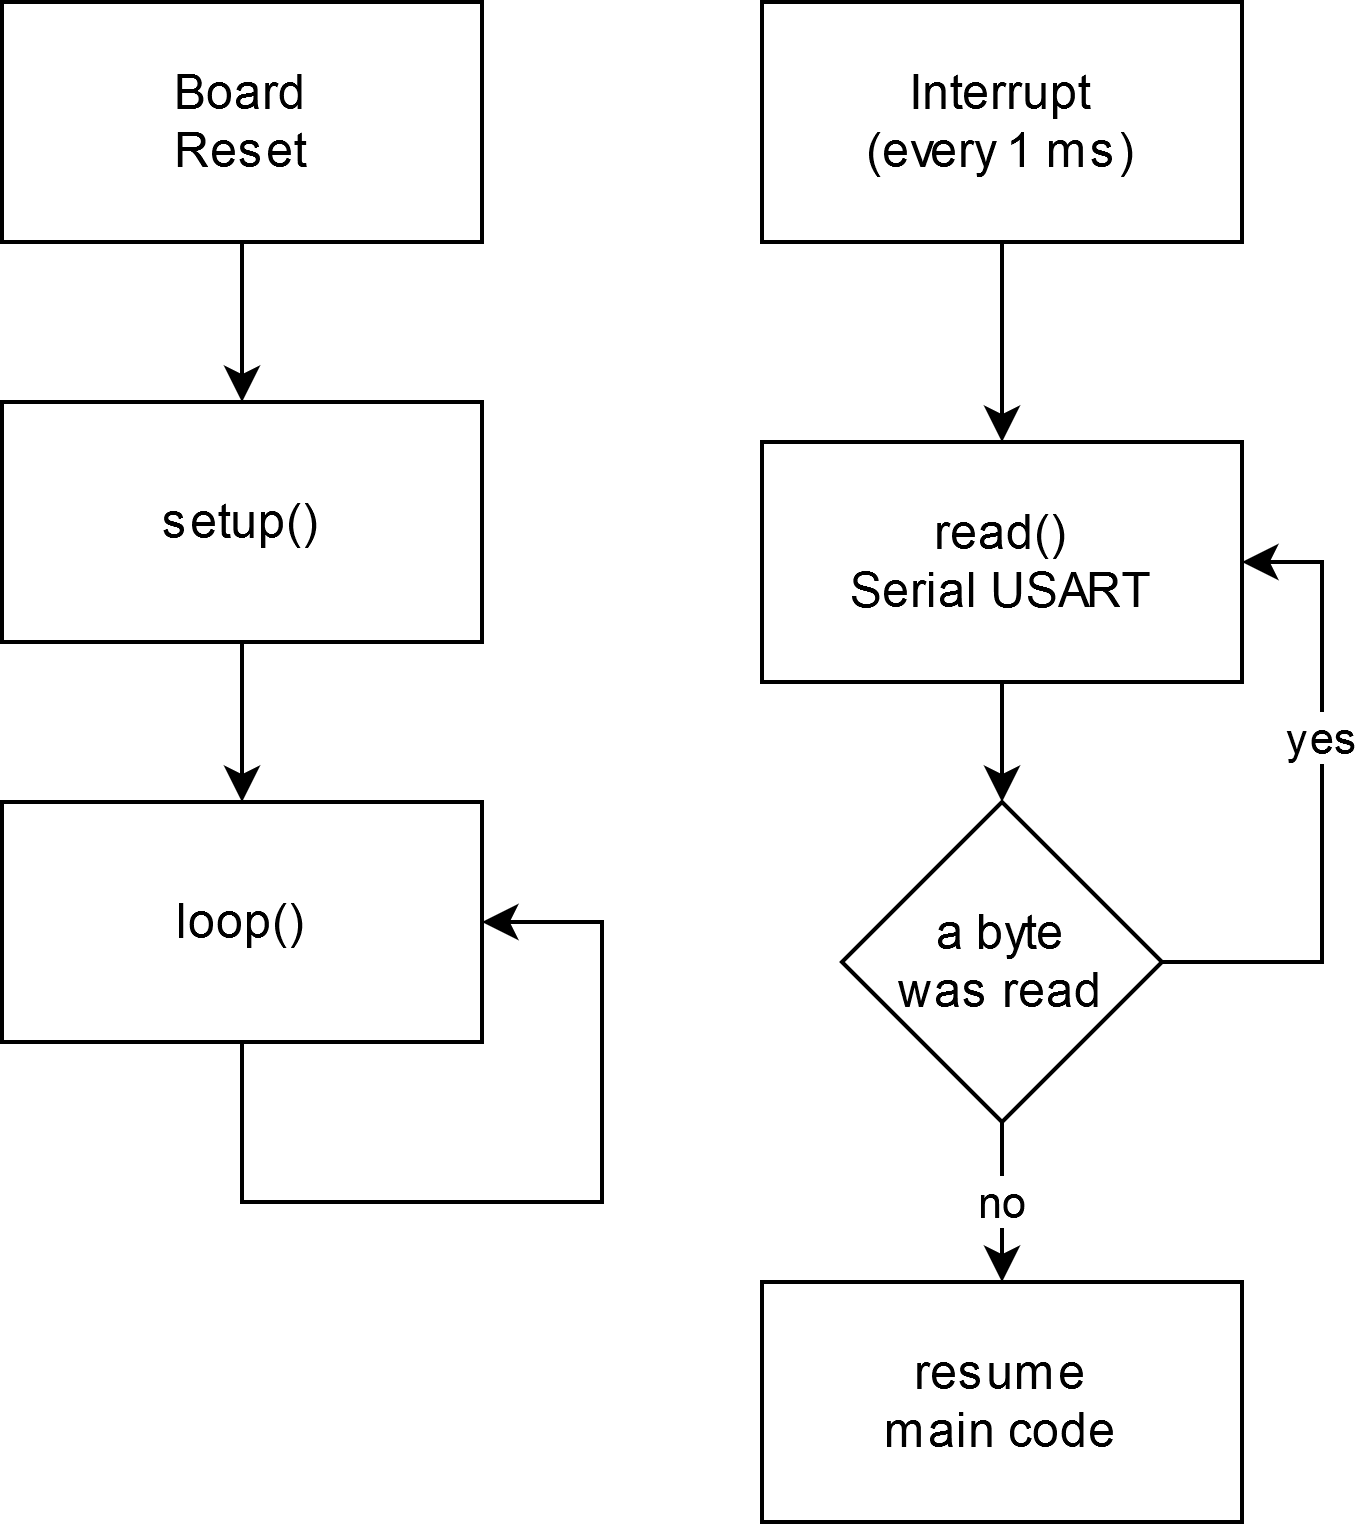 Board
Reset
setup()
loop()
Interrupt
(every 1 ms)
read()
Serial USART
yes
a byte
was read
no
resume
main code